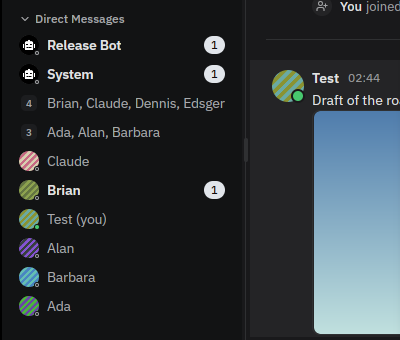 Direct Messages
Release Bot 1
System 1
4 Brian, Claude, Dennis, Edsger
3 Ada, Alan, Barbara
Claude
Brian 1
Test (you)
Alan
Barbara
Ada
You joined
Test 02:44
Draft of the